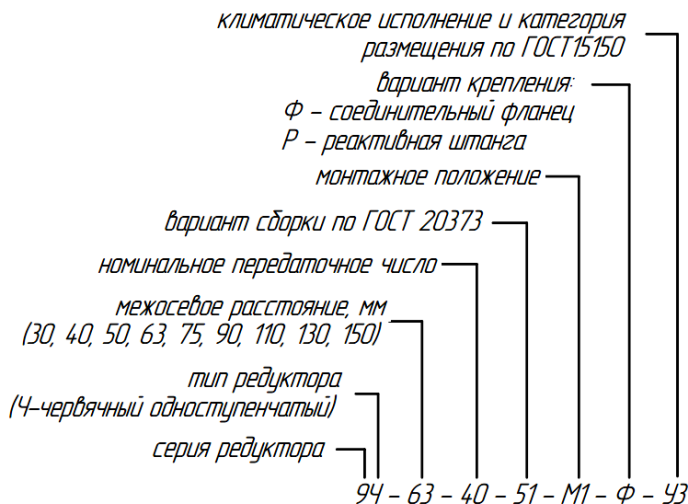 климатическое исполнение и категория
размещения по ГОСТ15150
вариант крепления:
Ф – соединительный фланец
Р – реактивная штанга
монтажное положение
вариант сборки по ГОСТ 20373
номинальное передаточное число
межосевое расстояние, мм
(30, 40, 50, 63, 75, 90, 110, 130, 150)
тип редуктора
(Ч-червячный одноступенчатый)
серия редуктора
9Ч – 63 – 40 – 51 – М1 – Ф – У3